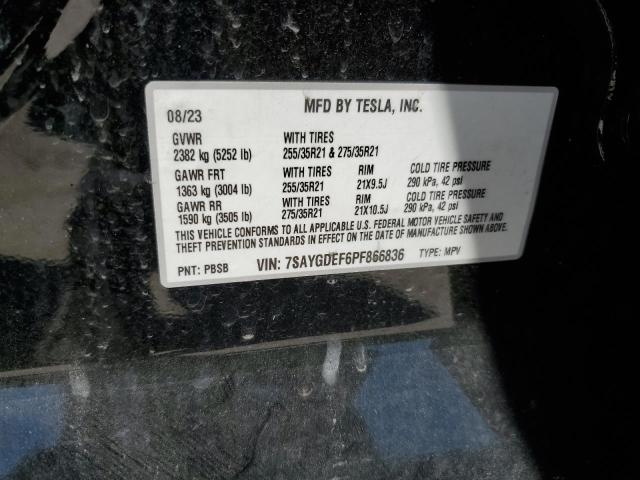 MFD BY TESLA, INC.
08/23
GVWR WITH TIRES
2382 kg (5252 lb) 255/35R21 & 275/35R21
GAWR FRT WITH TIRES RIM COLD TIRE PRESSURE
1363 kg (3004 lb) 255/35R21 21X9.5J 290 kPa, 42 psi
GAWR RR WITH TIRES RIM COLD TIRE PRESSURE
1590 kg (3505 lb) 275/35R21 21X10.5J 290 kPa, 42 psi
THIS VEHICLE CONFORMS TO ALL APPLICABLE U.S. FEDERAL MOTOR VEHICLE SAFETY AND
THEFT PREVENTION STANDARDS IN EFFECT ON THE DATE OF MANUFACTURE SHOWN ABOVE.
PNT: PBSB VIN: 7SAYGDEF6PF866836 TYPE: MPV